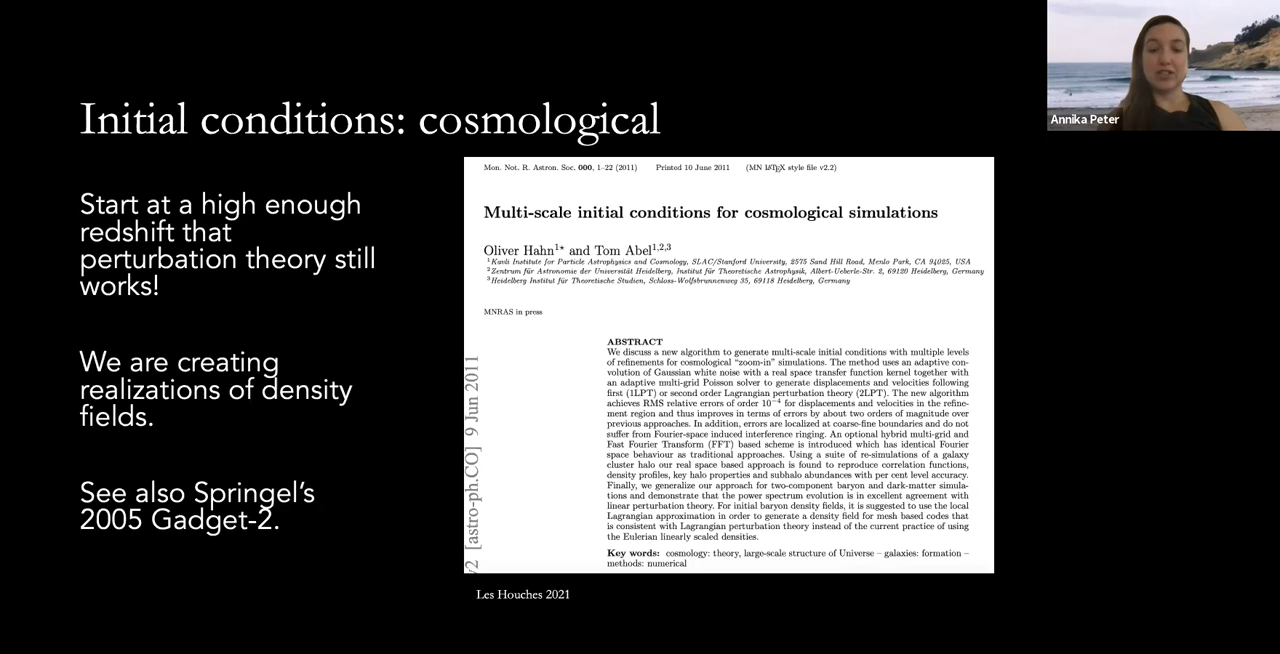 Initial conditions: cosmological
Annika Peter
Start at a high enough
redshift that
perturbation theory still
works!
We are creating
realizations of density
fields.
See also Springel's
2005 Gadget-2.
Mon. Not. R. Astron. Soc. 000, 1–22 (2011) Printed 10 June 2011 (MN LATEX style file v2.2)
Multi-scale initial conditions for cosmological simulations
Oliver Hahn1⋆ and Tom Abel1,2,3
1Kavli Institute for Particle Astrophysics and Cosmology, SLAC/Stanford University, 2575 Sand Hill Road, Menlo Park, CA 94025, USA
2Zentrum für Astronomie der Universität Heidelberg, Institut für Theoretische Astrophysik, Albert-Ueberle-Str. 2, 69120 Heidelberg, Germany
3Heidelberg Institut für Theoretische Studien, Schloss-Wolfsbrunnenweg 35, 69118 Heidelberg, Germany
MNRAS in press
ABSTRACT
We discuss a new algorithm to generate multi-scale initial conditions with multiple levels
of refinements for cosmological "zoom-in" simulations. The method uses an adaptive con-
volution of Gaussian white noise with a real space transfer function kernel together with
an adaptive multi-grid Poisson solver to generate displacements and velocities following
first (1LPT) or second order Lagrangian perturbation theory (2LPT). The new algorithm
achieves RMS relative errors of order 10−4 for displacements and velocities in the refine-
ment region and thus improves in terms of errors by about two orders of magnitude over
previous approaches. In addition, errors are localized at coarse-fine boundaries and do not
suffer from Fourier-space induced interference ringing. An optional hybrid multi-grid and
Fast Fourier Transform (FFT) based scheme is introduced which has identical Fourier
space behaviour as traditional approaches. Using a suite of re-simulations of a galaxy
cluster halo our real space based approach is found to reproduce correlation functions,
density profiles, key halo properties and subhalo abundances with per cent level accuracy.
Finally, we generalize our approach for two-component baryon and dark-matter simula-
tions and demonstrate that the power spectrum evolution is in excellent agreement with
linear perturbation theory. For initial baryon density fields, it is suggested to use the local
Lagrangian approximation in order to generate a density field for mesh based codes that
is consistent with Lagrangian perturbation theory instead of the current practice of using
the Eulerian linearly scaled densities.
Key words: cosmology: theory, large-scale structure of Universe – galaxies: formation –
methods: numerical
v2 [astro-ph.CO] 9 Jun 2011
Les Houches 2021